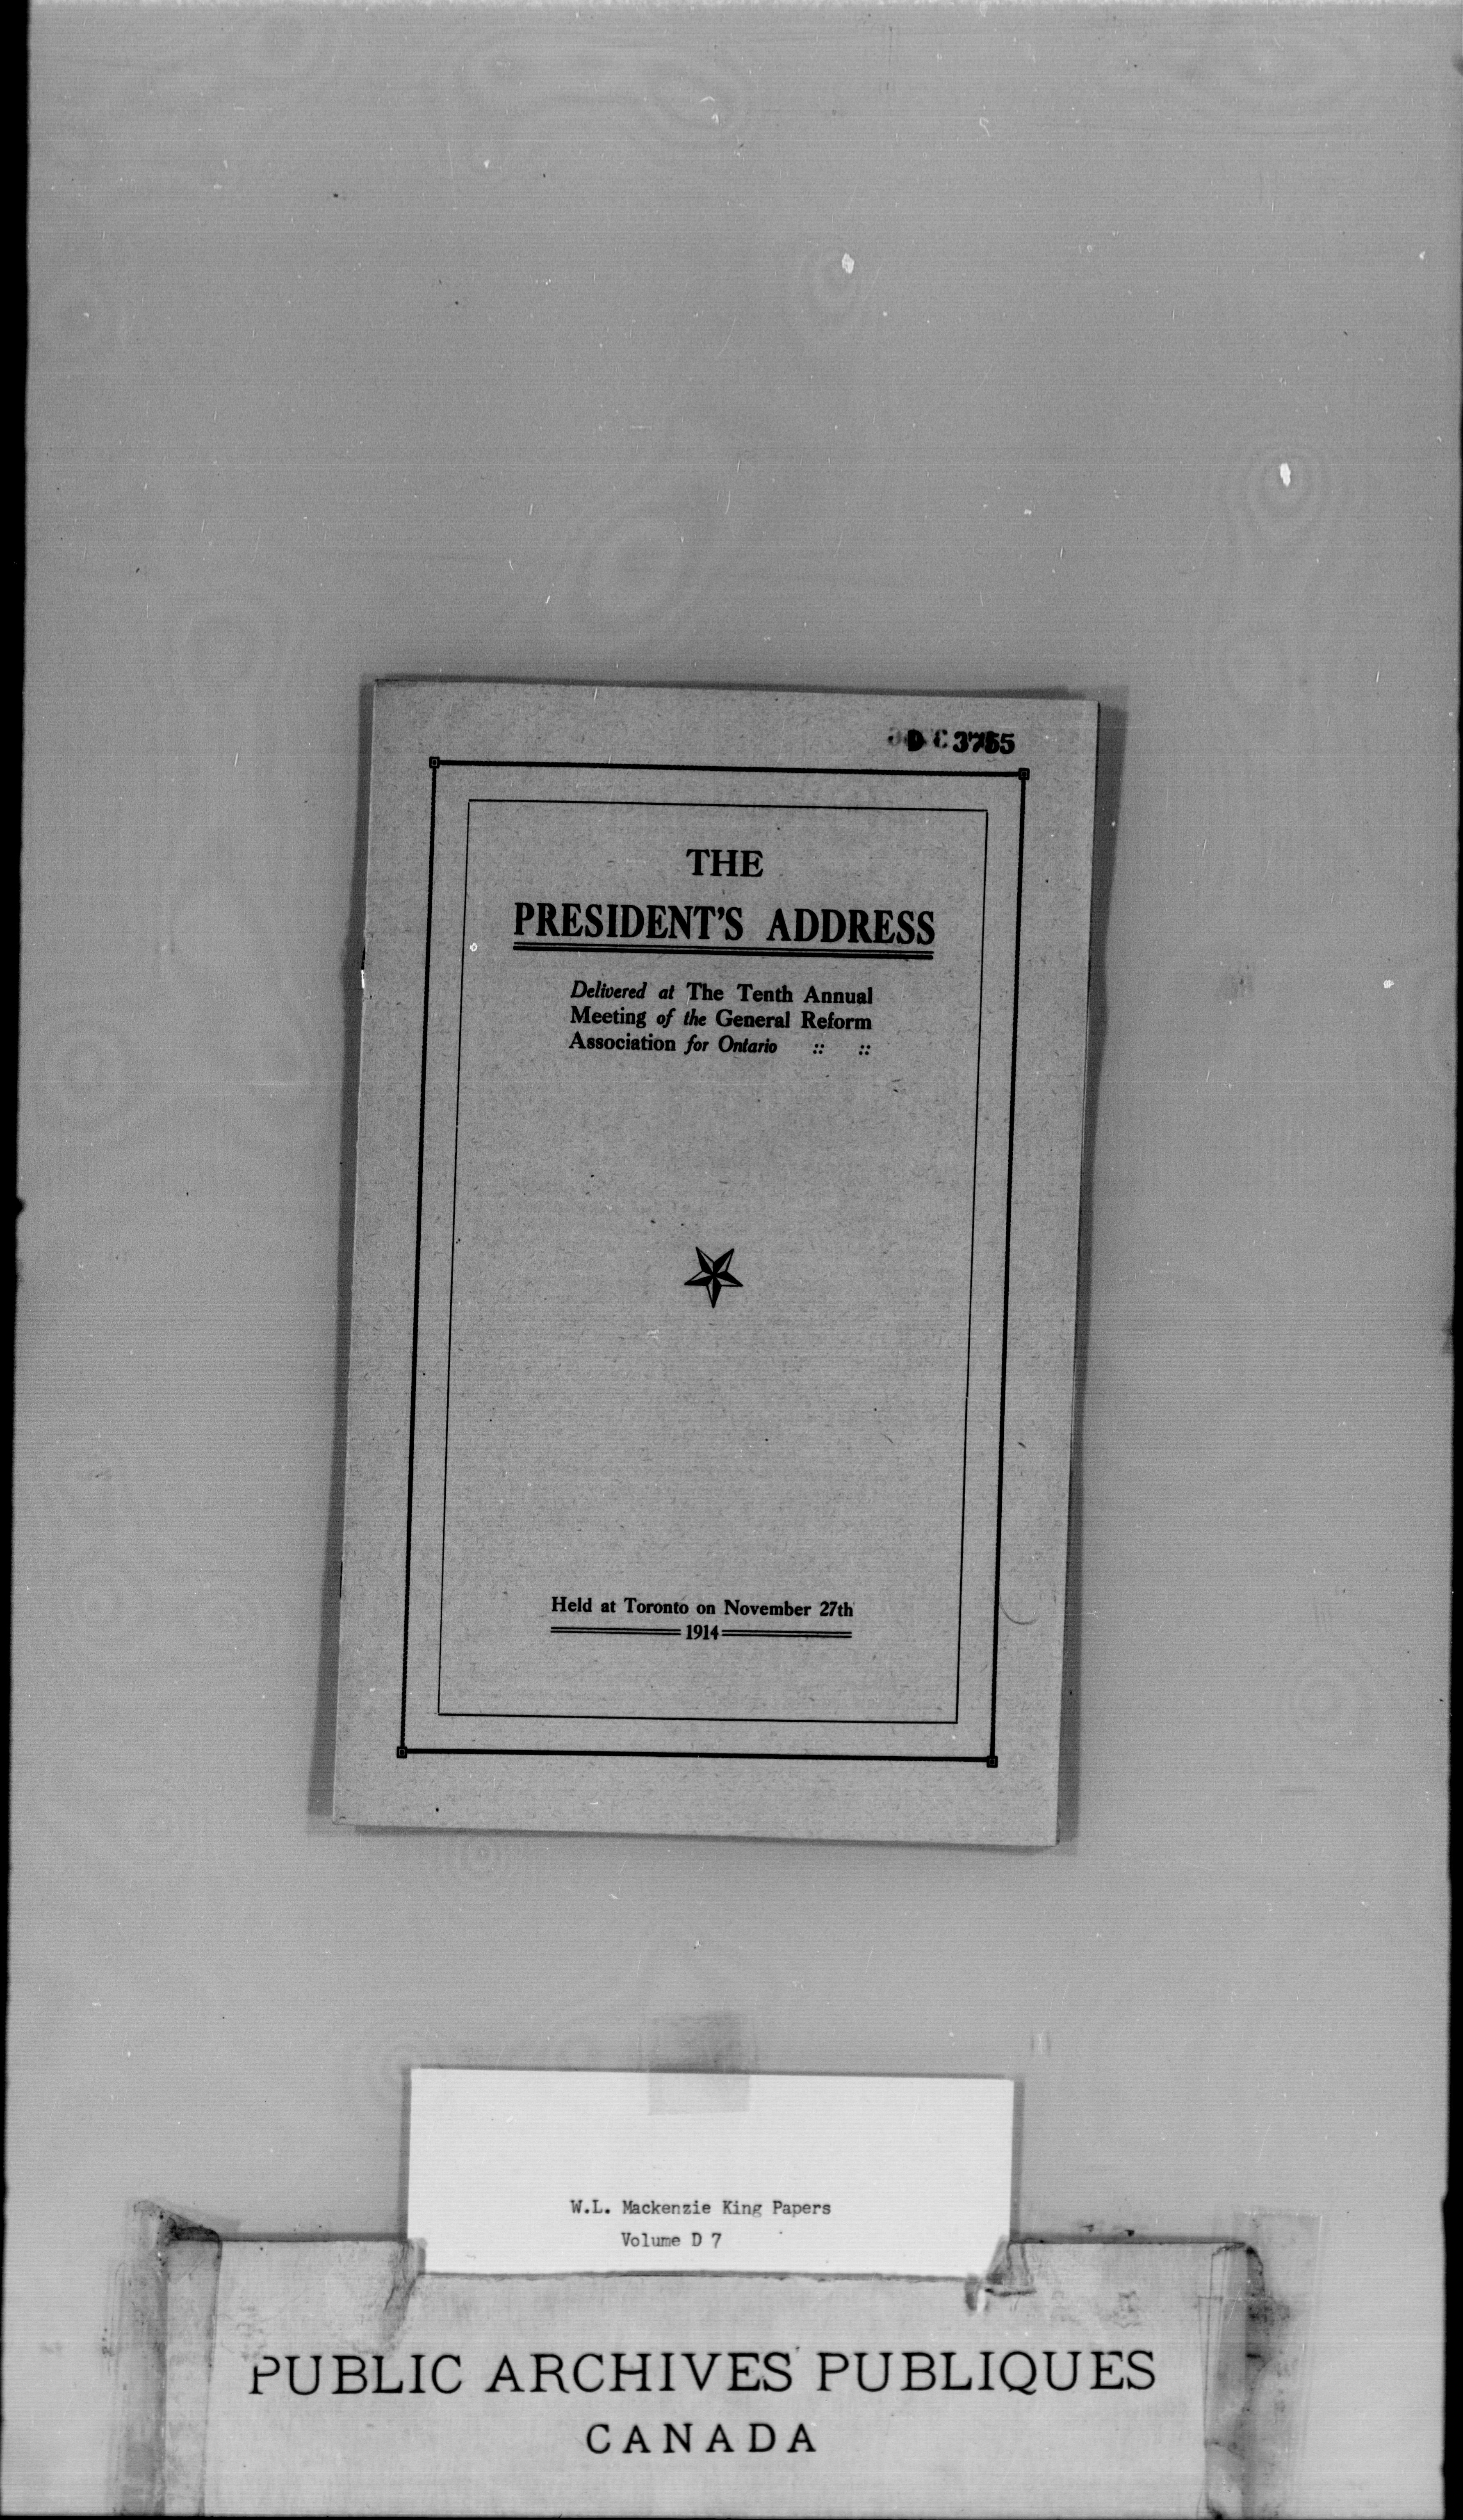 THE
PRESIDENT'S ADDRESS
Delivered at The Tenth Annual
Meeting of the General Reform
Association for Ontario :: ::
Held at Toronto on November 27th
1914
W.L. Mackenzie King Papers
Volume D 7
PUBLIC ARCHIVES PUBLIQUES
CANADA